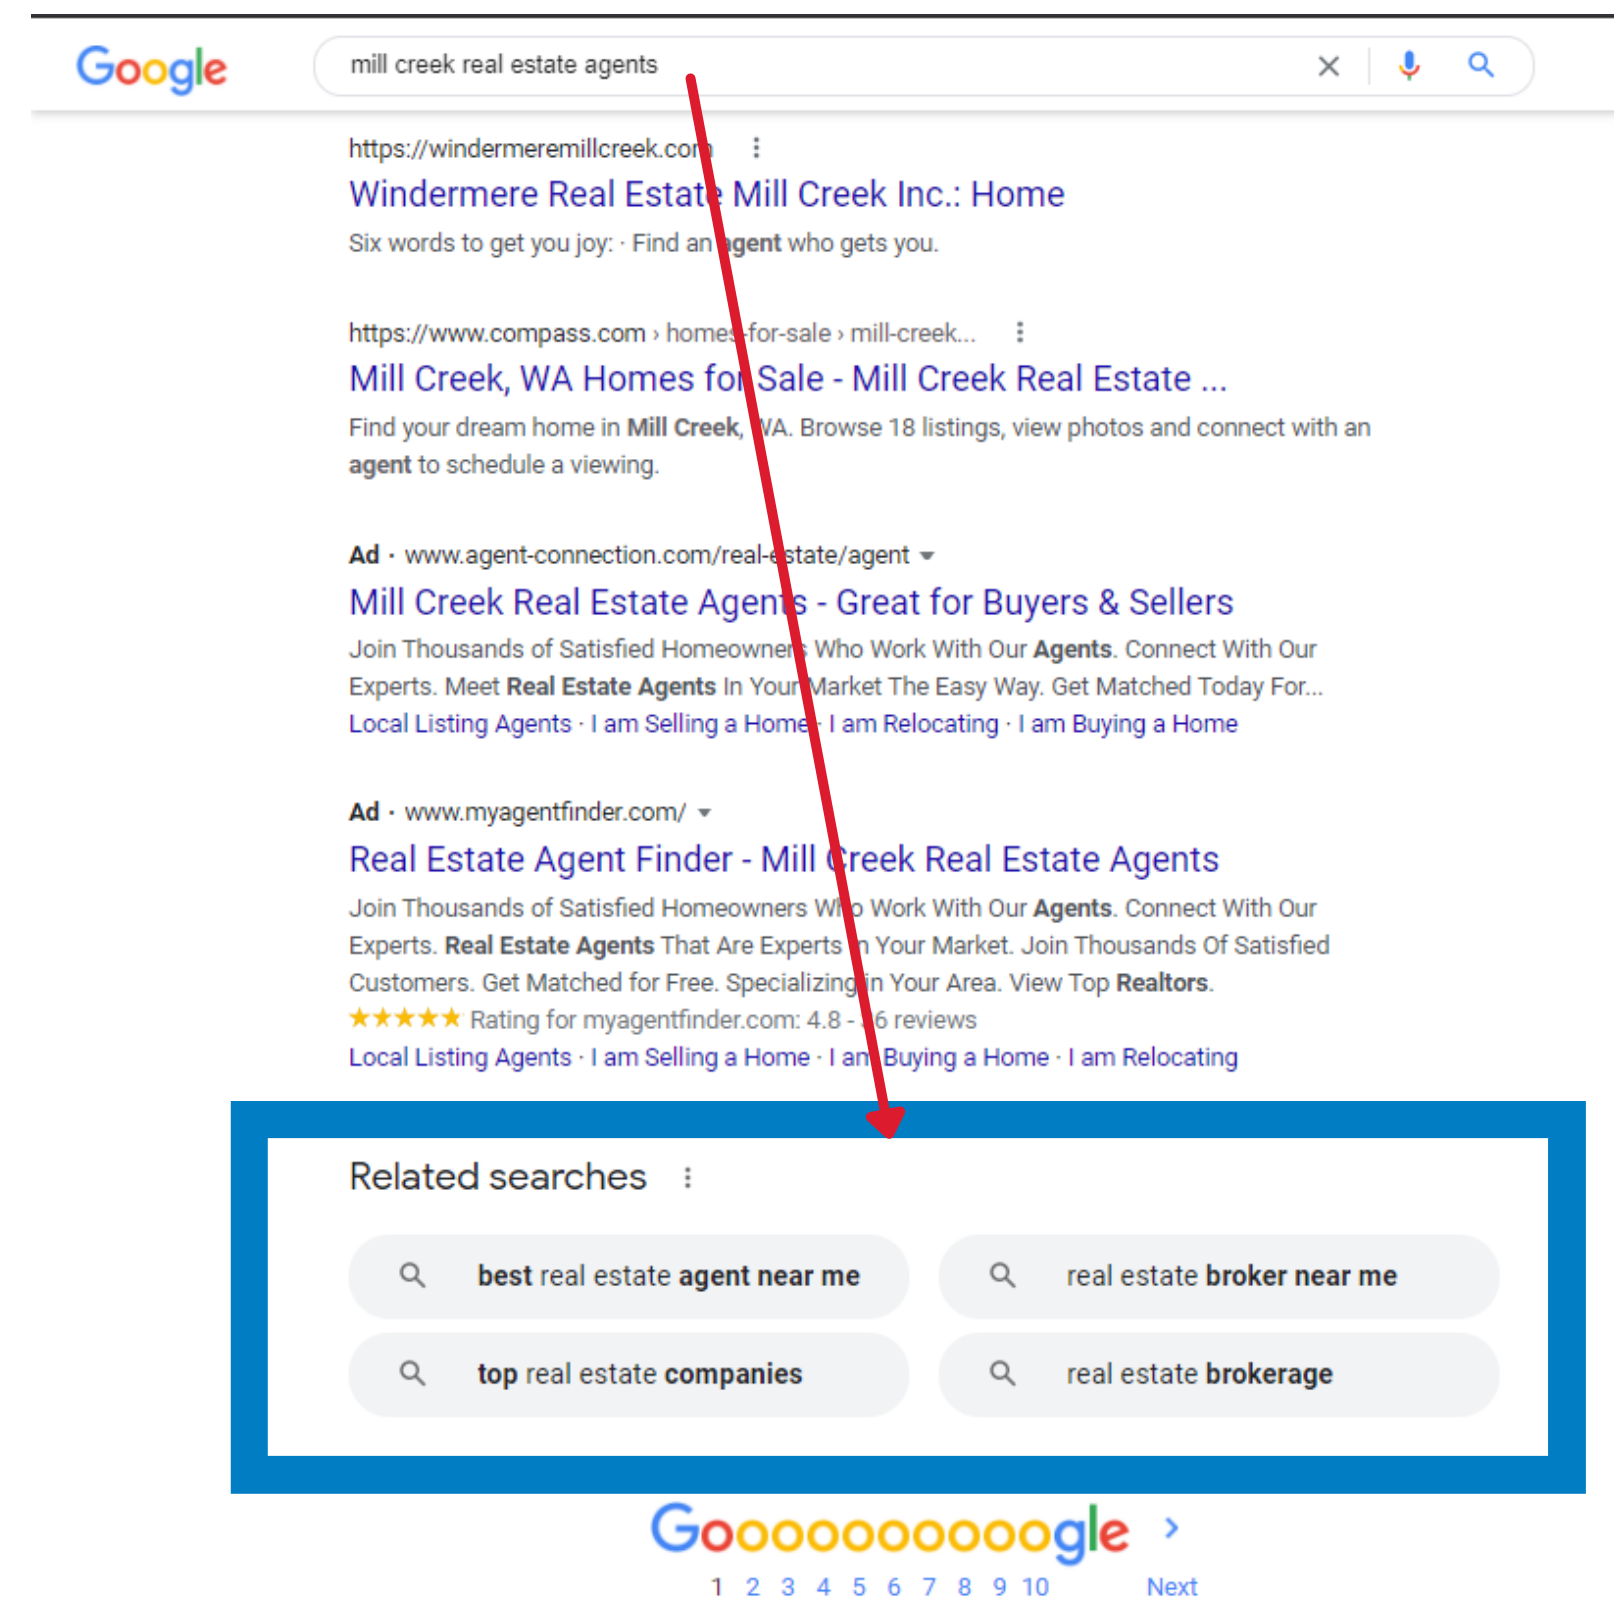 Google
mill creek real estate agents
https://windermeremillcreek.com
Windermere Real Estate Mill Creek Inc.: Home
Six words to get you joy: · Find an agent who gets you.
https://www.compass.com › homes-for-sale › mill-creek...
Mill Creek, WA Homes for Sale - Mill Creek Real Estate ...
Find your dream home in Mill Creek, WA. Browse 18 listings, view photos and connect with an
agent to schedule a viewing.
Ad · www.agent-connection.com/real-estate/agent
Mill Creek Real Estate Agents - Great for Buyers & Sellers
Join Thousands of Satisfied Homeowners Who Work With Our Agents. Connect With Our
Experts. Meet Real Estate Agents In Your Market The Easy Way. Get Matched Today For...
Local Listing Agents · I am Selling a Home · I am Relocating · I am Buying a Home
Ad · www.myagentfinder.com/
Real Estate Agent Finder - Mill Creek Real Estate Agents
Join Thousands of Satisfied Homeowners Who Work With Our Agents. Connect With Our
Experts. Real Estate Agents That Are Experts In Your Market. Join Thousands Of Satisfied
Customers. Get Matched for Free. Specializing in Your Area. View Top Realtors.
Rating for myagentfinder.com: 4.8 - reviews
Local Listing Agents · I am Selling a Home · I am Buying a Home · I am Relocating
Related searches
best real estate agent near me
real estate broker near me
top real estate companies
real estate brokerage
Goooooooooogle >
1 2 3 4 5 6 7 8 9 10 Next